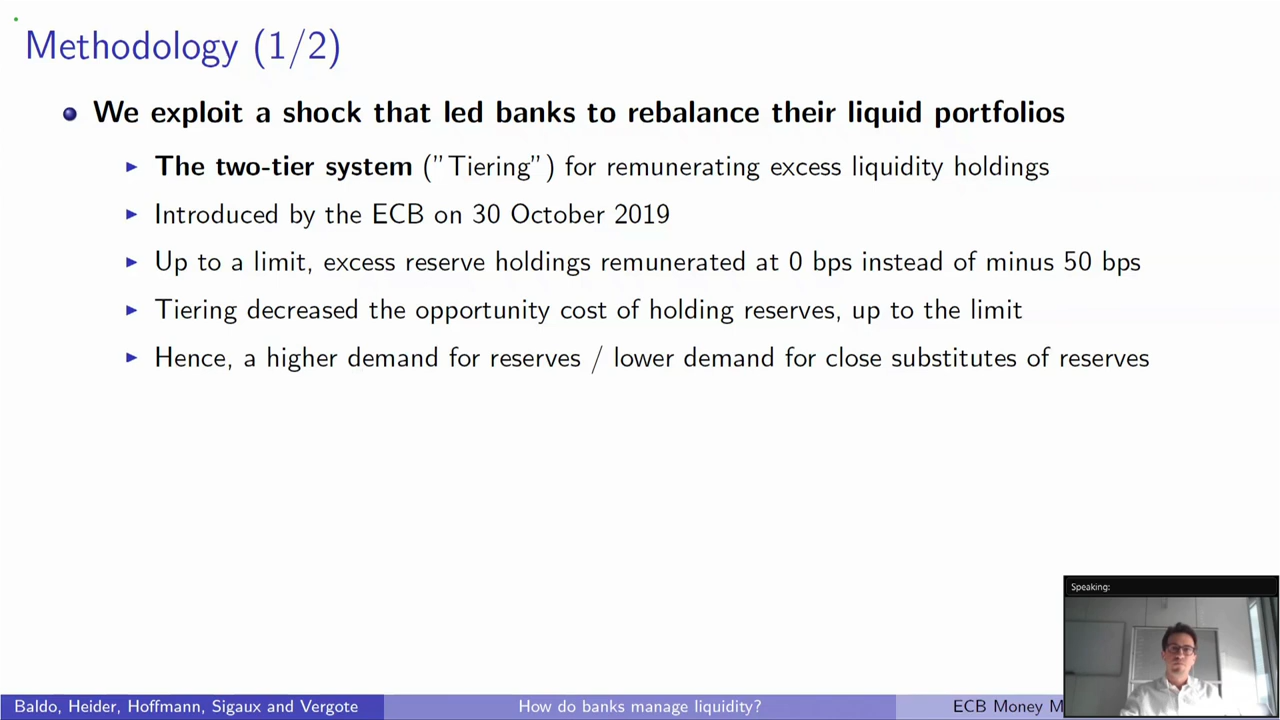 Methodology (1/2)
We exploit a shock that led banks to rebalance their liquid portfolios
The two-tier system (”Tiering”) for remunerating excess liquidity holdings
Introduced by the ECB on 30 October 2019
Up to a limit, excess reserve holdings remunerated at 0 bps instead of minus 50 bps
Tiering decreased the opportunity cost of holding reserves, up to the limit
Hence, a higher demand for reserves / lower demand for close substitutes of reserves
Speaking:
Baldo, Heider, Hoffmann, Sigaux and Vergote How do banks manage liquidity? ECB Money M